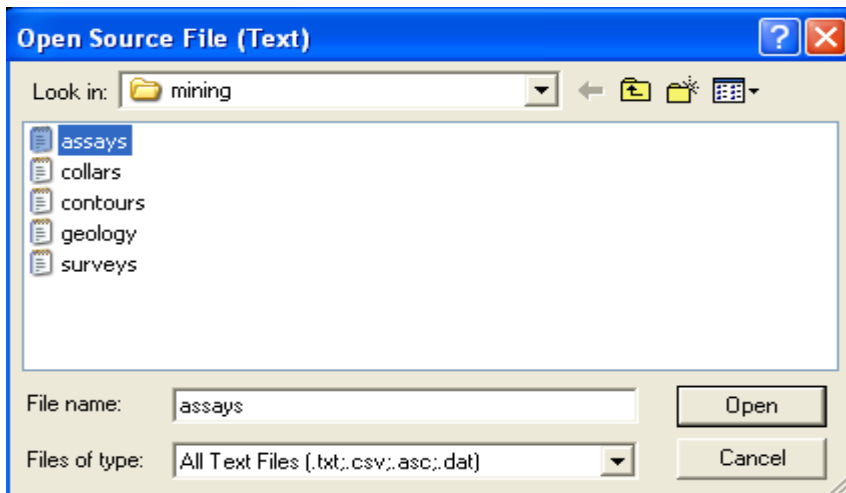 Open Source File (Text)
Look in: mining
assays
collars
contours
geology
surveys
File name: assays Open
Files of type: All Text Files (.txt;.csv;.asc;.dat) Cancel